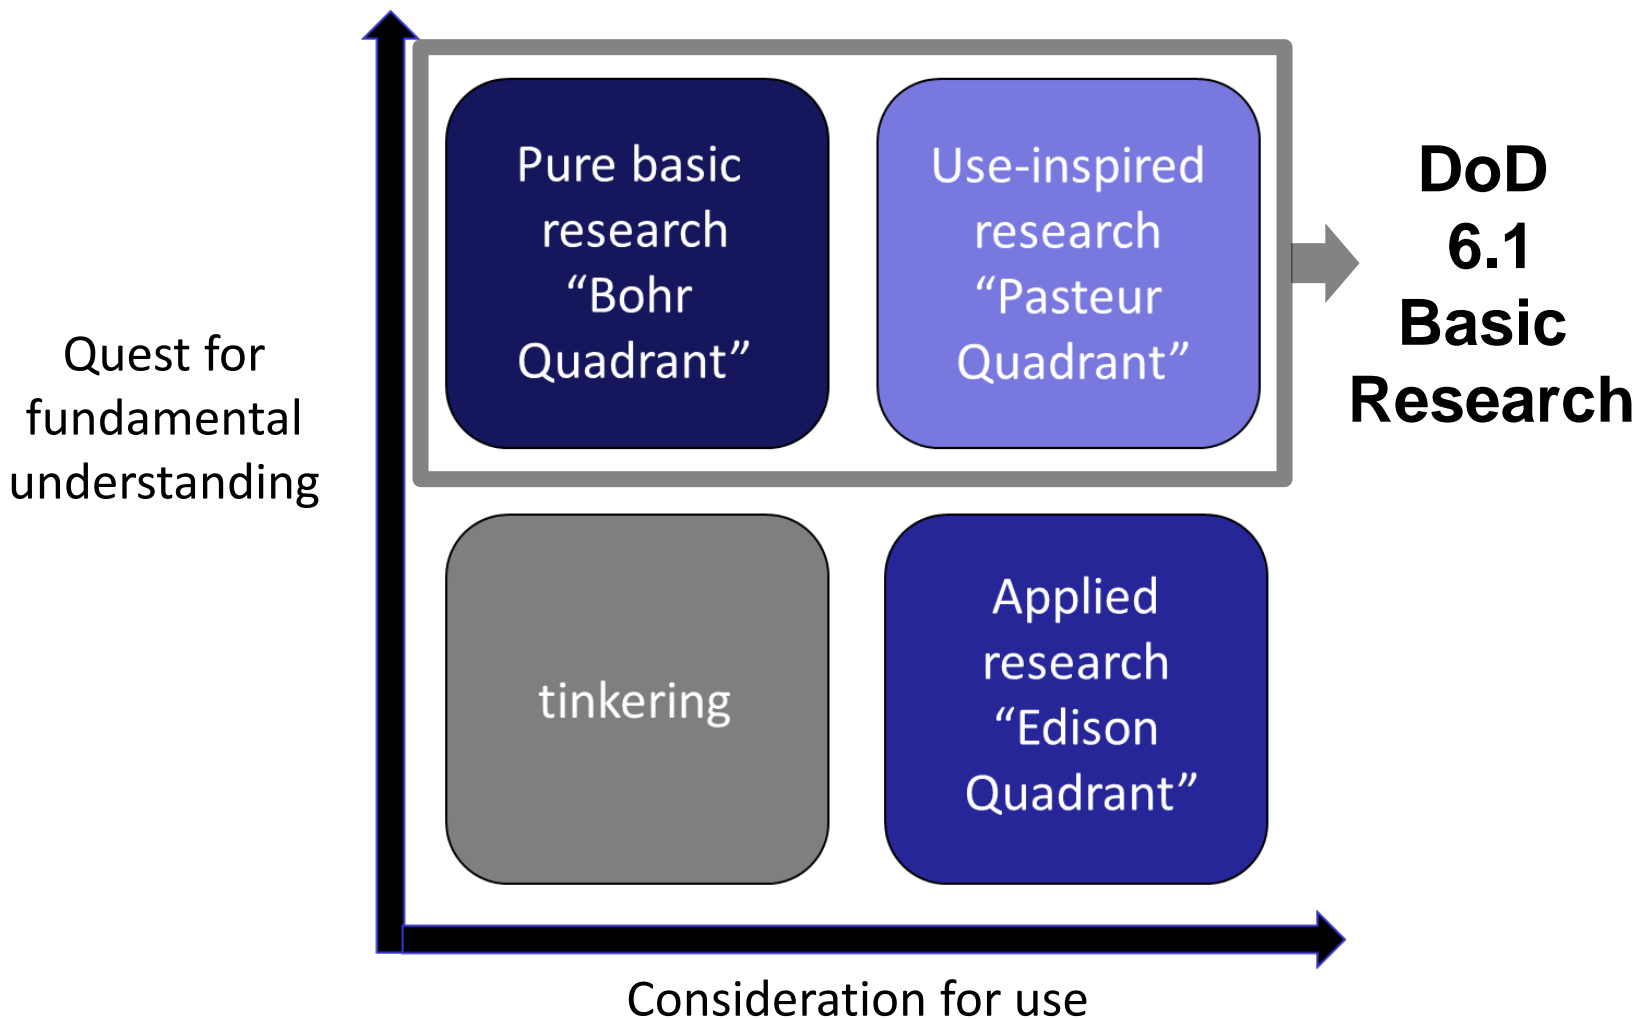 Pure basic
research
“Bohr
Quadrant”
Use-inspired
research
“Pasteur
Quadrant”
DoD
6.1
Basic
Research
Quest for
fundamental
understanding
tinkering
Applied
research
“Edison
Quadrant”
Consideration for use